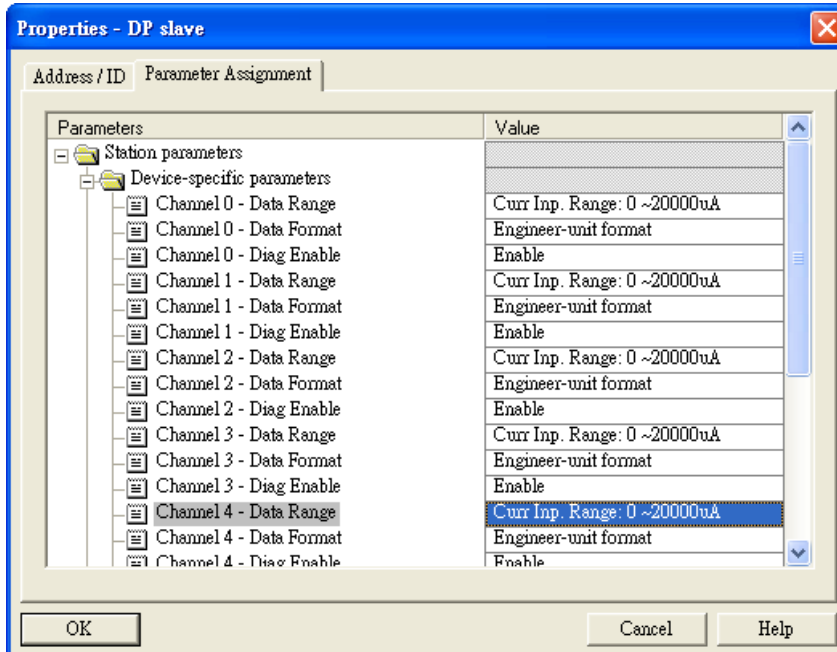 Properties - DP slave
Address / ID Parameter Assignment
Parameters Value
Station parameters
Device-specific parameters
Channel 0 - Data Range Curr Inp. Range: 0 ~20000uA
Channel 0 - Data Format Engineer-unit format
Channel 0 - Diag Enable Enable
Channel 1 - Data Range Curr Inp. Range: 0 ~20000uA
Channel 1 - Data Format Engineer-unit format
Channel 1 - Diag Enable Enable
Channel 2 - Data Range Curr Inp. Range: 0 ~20000uA
Channel 2 - Data Format Engineer-unit format
Channel 2 - Diag Enable Enable
Channel 3 - Data Range Curr Inp. Range: 0 ~20000uA
Channel 3 - Data Format Engineer-unit format
Channel 3 - Diag Enable Enable
Channel 4 - Data Range Curr Inp. Range: 0 ~20000uA
Channel 4 - Data Format Engineer-unit format
Channel 4 - Diag Enable Enable
OK Cancel Help